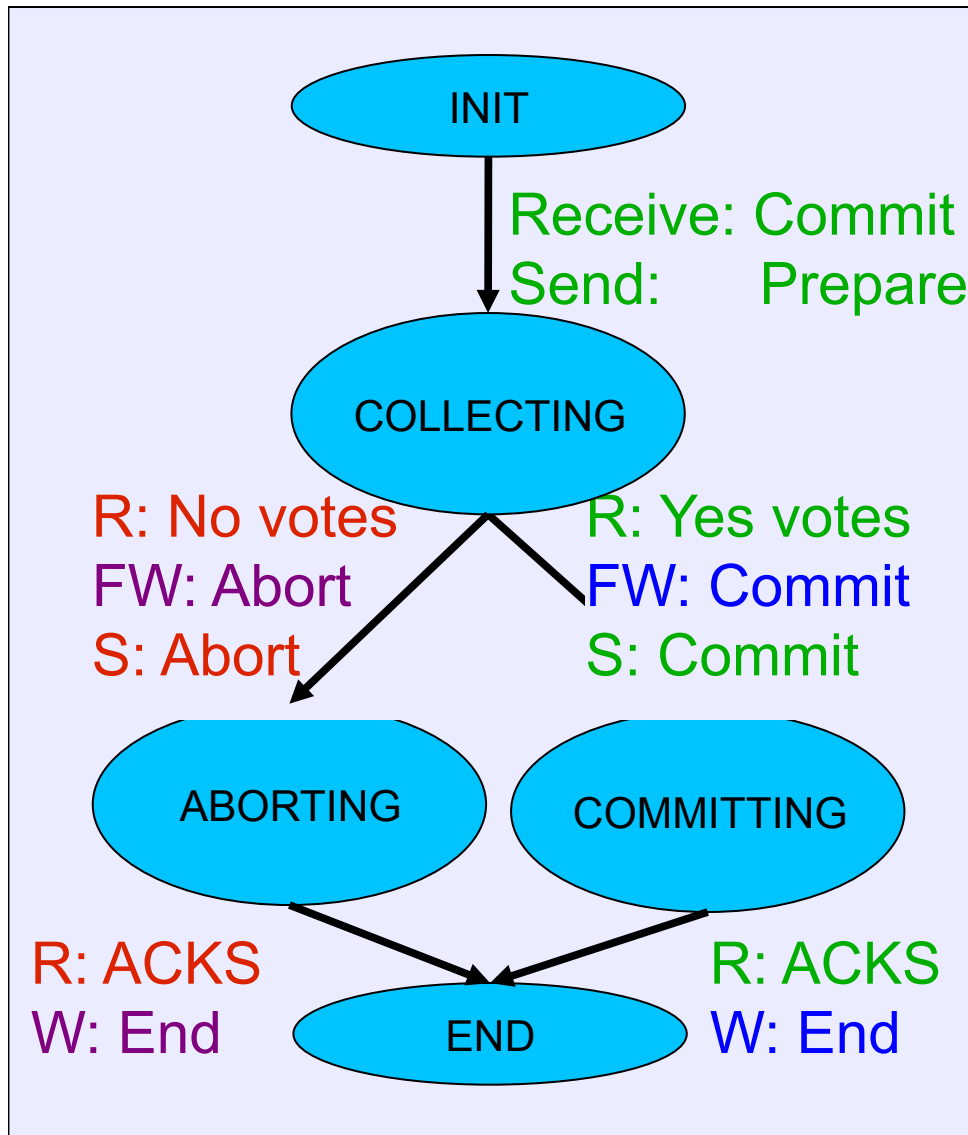 INIT
Receive: Commit
Send: Prepare
COLLECTING
R: No votes
FW: Abort
S: Abort
R: Yes votes
FW: Commit
S: Commit
ABORTING
COMMITTING
R: ACKS
W: End
END
R: ACKS
W: End